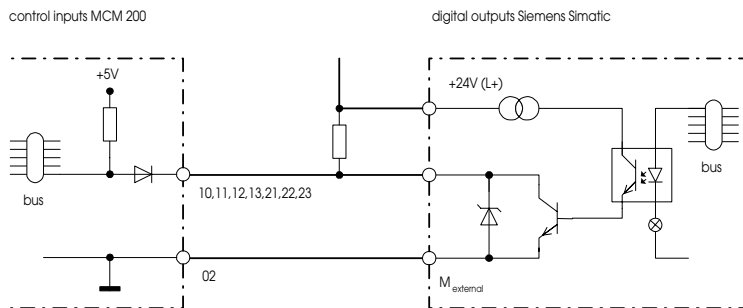 control inputs MCM 200
digital outputs Siemens Simatic
+5V
+24V (L+)
bus
10,11,12,13,21,22,23
bus
02
M external